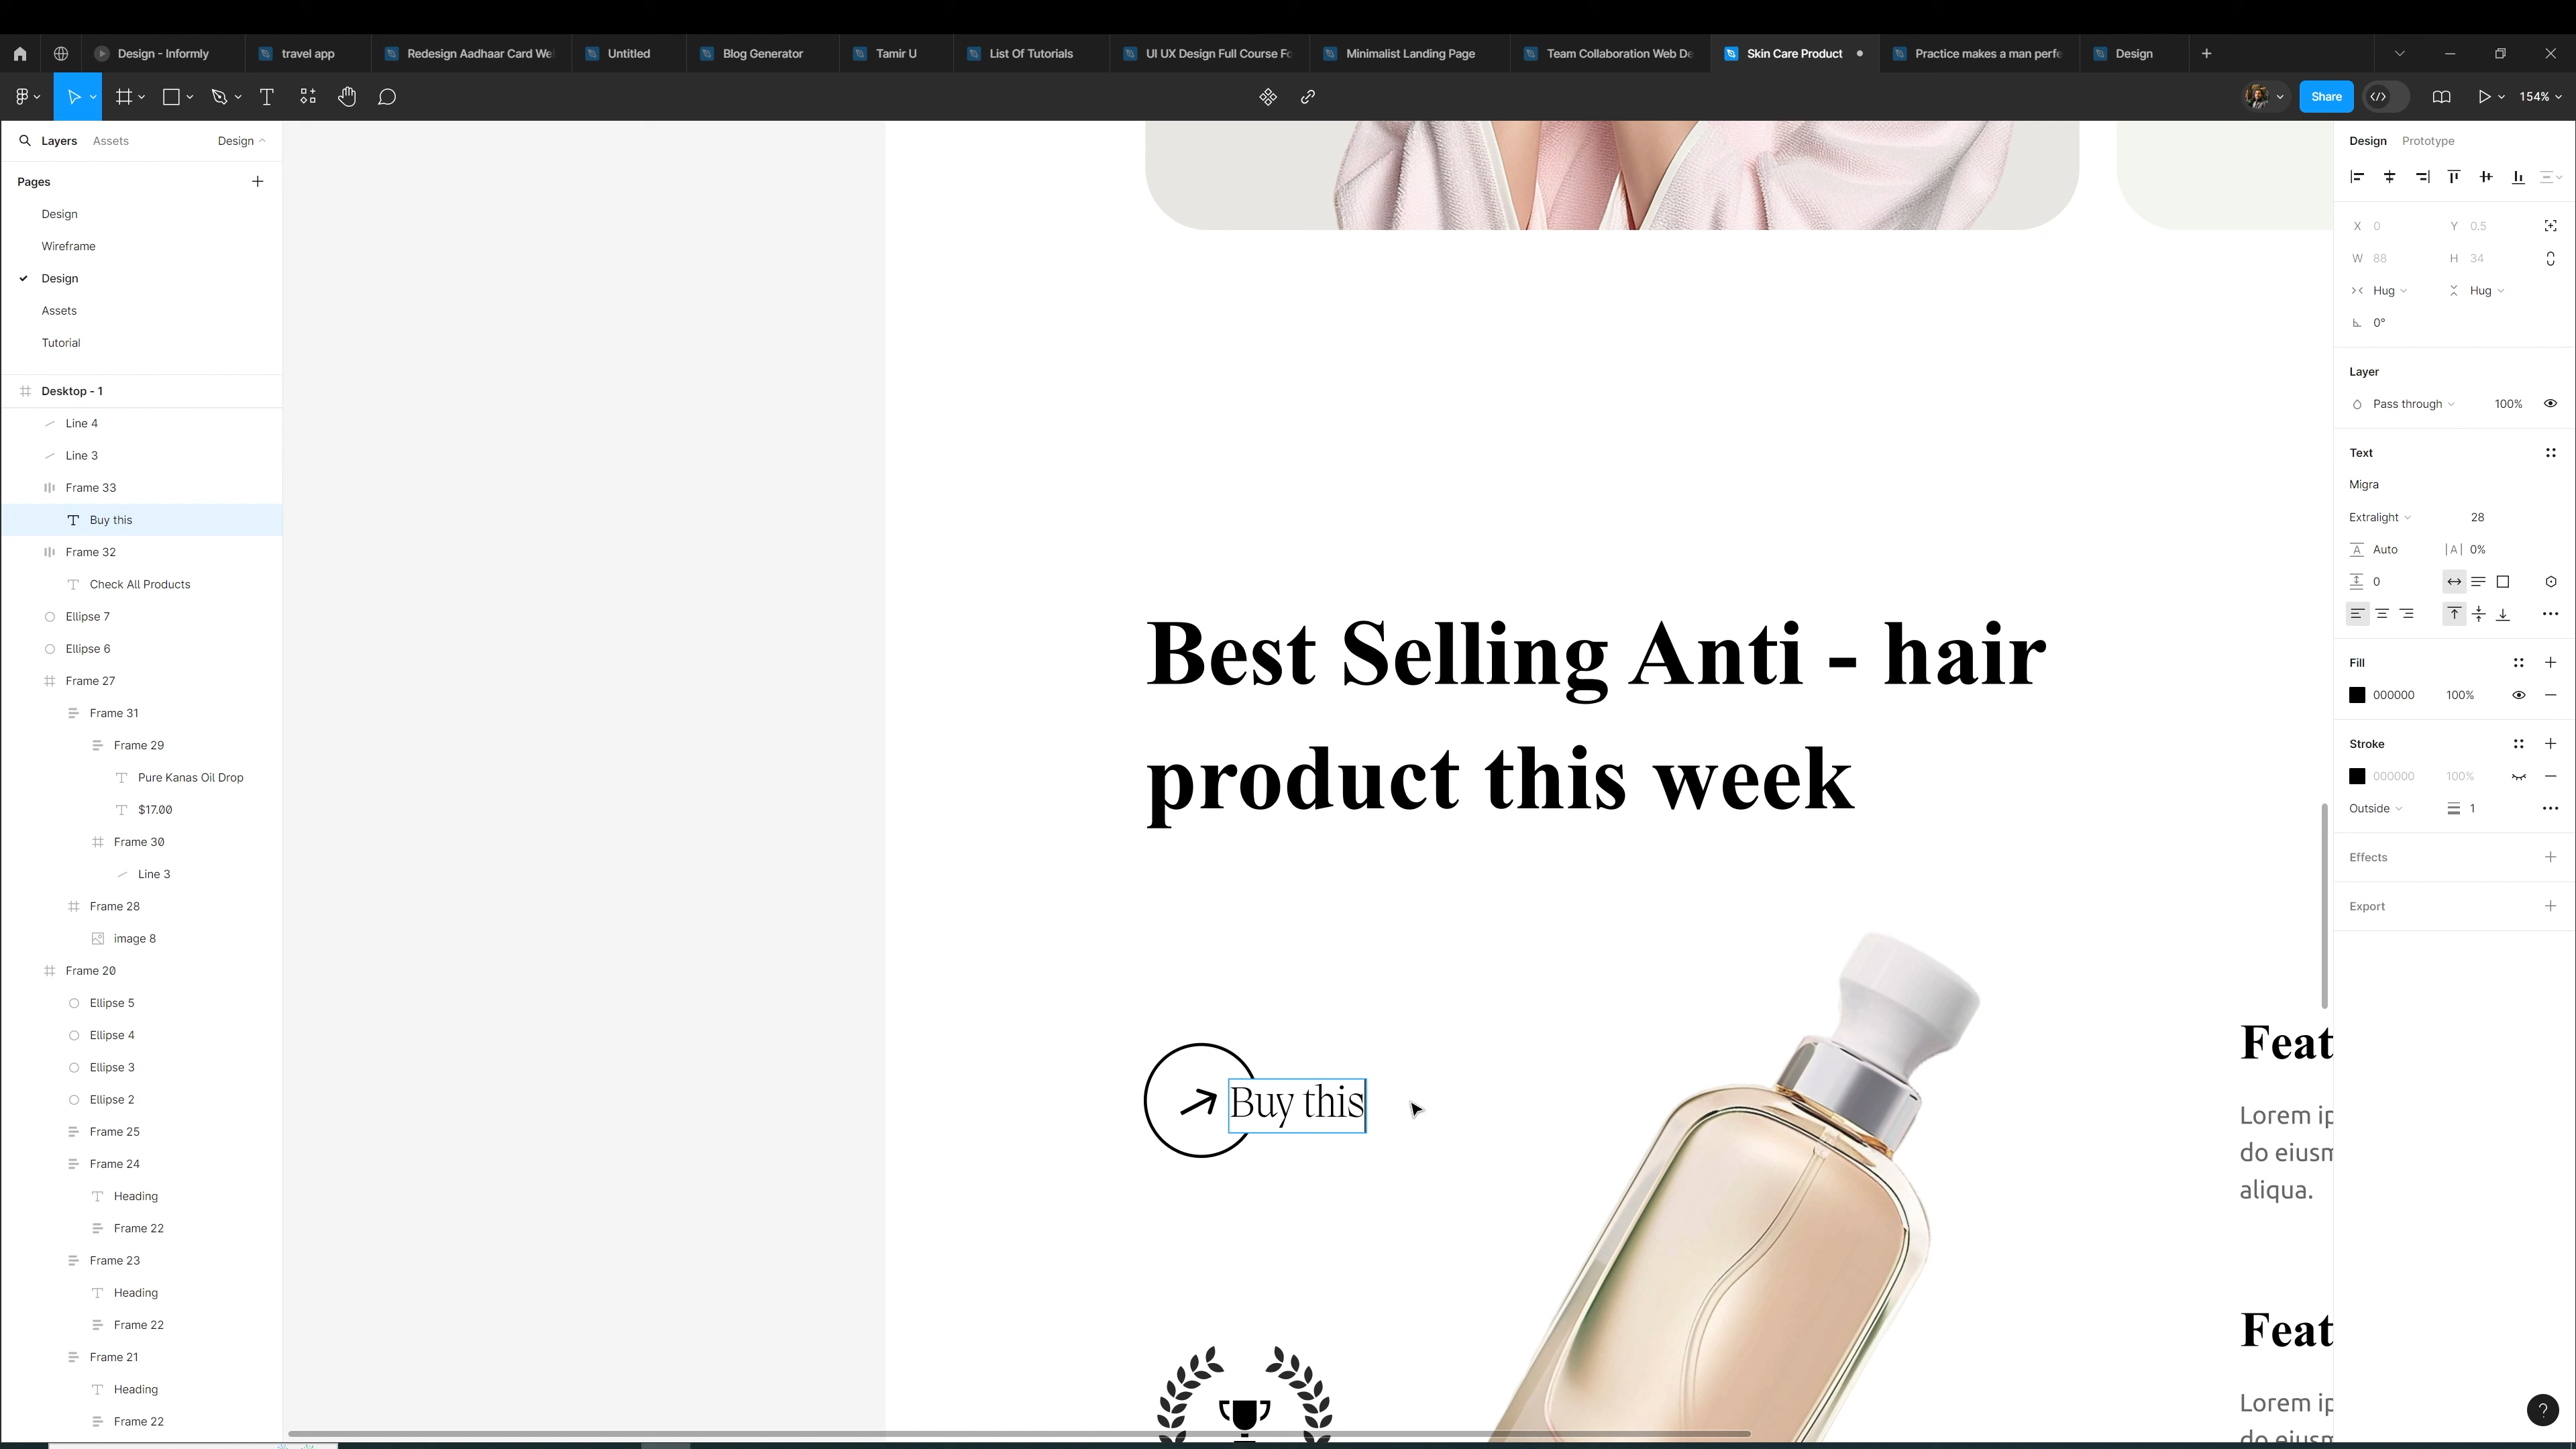 Design - Informly
travel app
Redesign Aadhaar Card We
Untitled
Blog Generator
Tamir U
List Of Tutorials
UI UX Design Full Course Fo
Minimalist Landing Page
Team Collaboration Web De
Skin Care Product
Practice makes a man perfe
Design
Share
154%
Layers
Assets
Design
Pages
Design
Wireframe
Design
Assets
Tutorial
Desktop - 1
Line 4
Line 3
Frame 33
Buy this
Frame 32
Check All Products
Ellipse 7
Ellipse 6
Frame 27
Frame 31
Frame 29
Pure Kanas Oil Drop
$17.00
Frame 30
Line 3
Frame 28
image 8
Frame 20
Ellipse 5
Ellipse 4
Ellipse 3
Ellipse 2
Frame 25
Frame 24
Heading
Frame 22
Frame 23
Heading
Frame 22
Frame 21
Heading
Frame 22
Best Selling Anti - hair
product this week
Buy this
Feat
Lorem ip
do eiusm
aliqua.
Feat
Lorem ip
do eiusm
Design
Prototype
X 0 Y 0.5
W 88 H 34
Hug Hug
0°
Layer
Pass through 100%
Text
Migra
Extralight 28
Auto |A| 0%
0
Fill
000000 100%
Stroke
000000 100%
Outside 1
Effects
Export
?